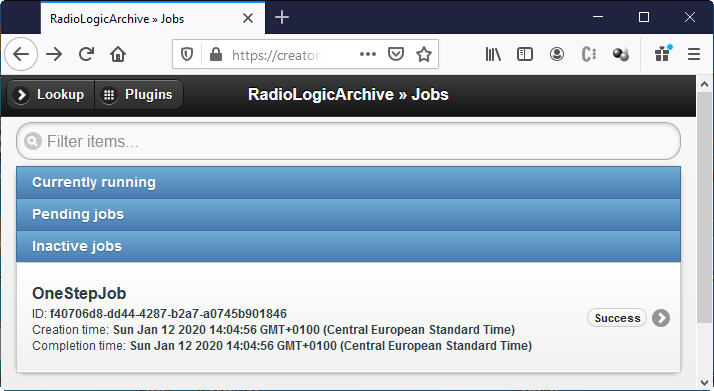 RadioLogicArchive » Jobs
https://creator.
Lookup
Plugins
RadioLogicArchive » Jobs
Filter items...
Currently running
Pending jobs
Inactive jobs
OneStepJob
ID: f40706d8-dd44-4287-b2a7-a0745b901846
Creation time: Sun Jan 12 2020 14:04:56 GMT+0100 (Central European Standard Time)
Completion time: Sun Jan 12 2020 14:04:56 GMT+0100 (Central European Standard Time)
Success